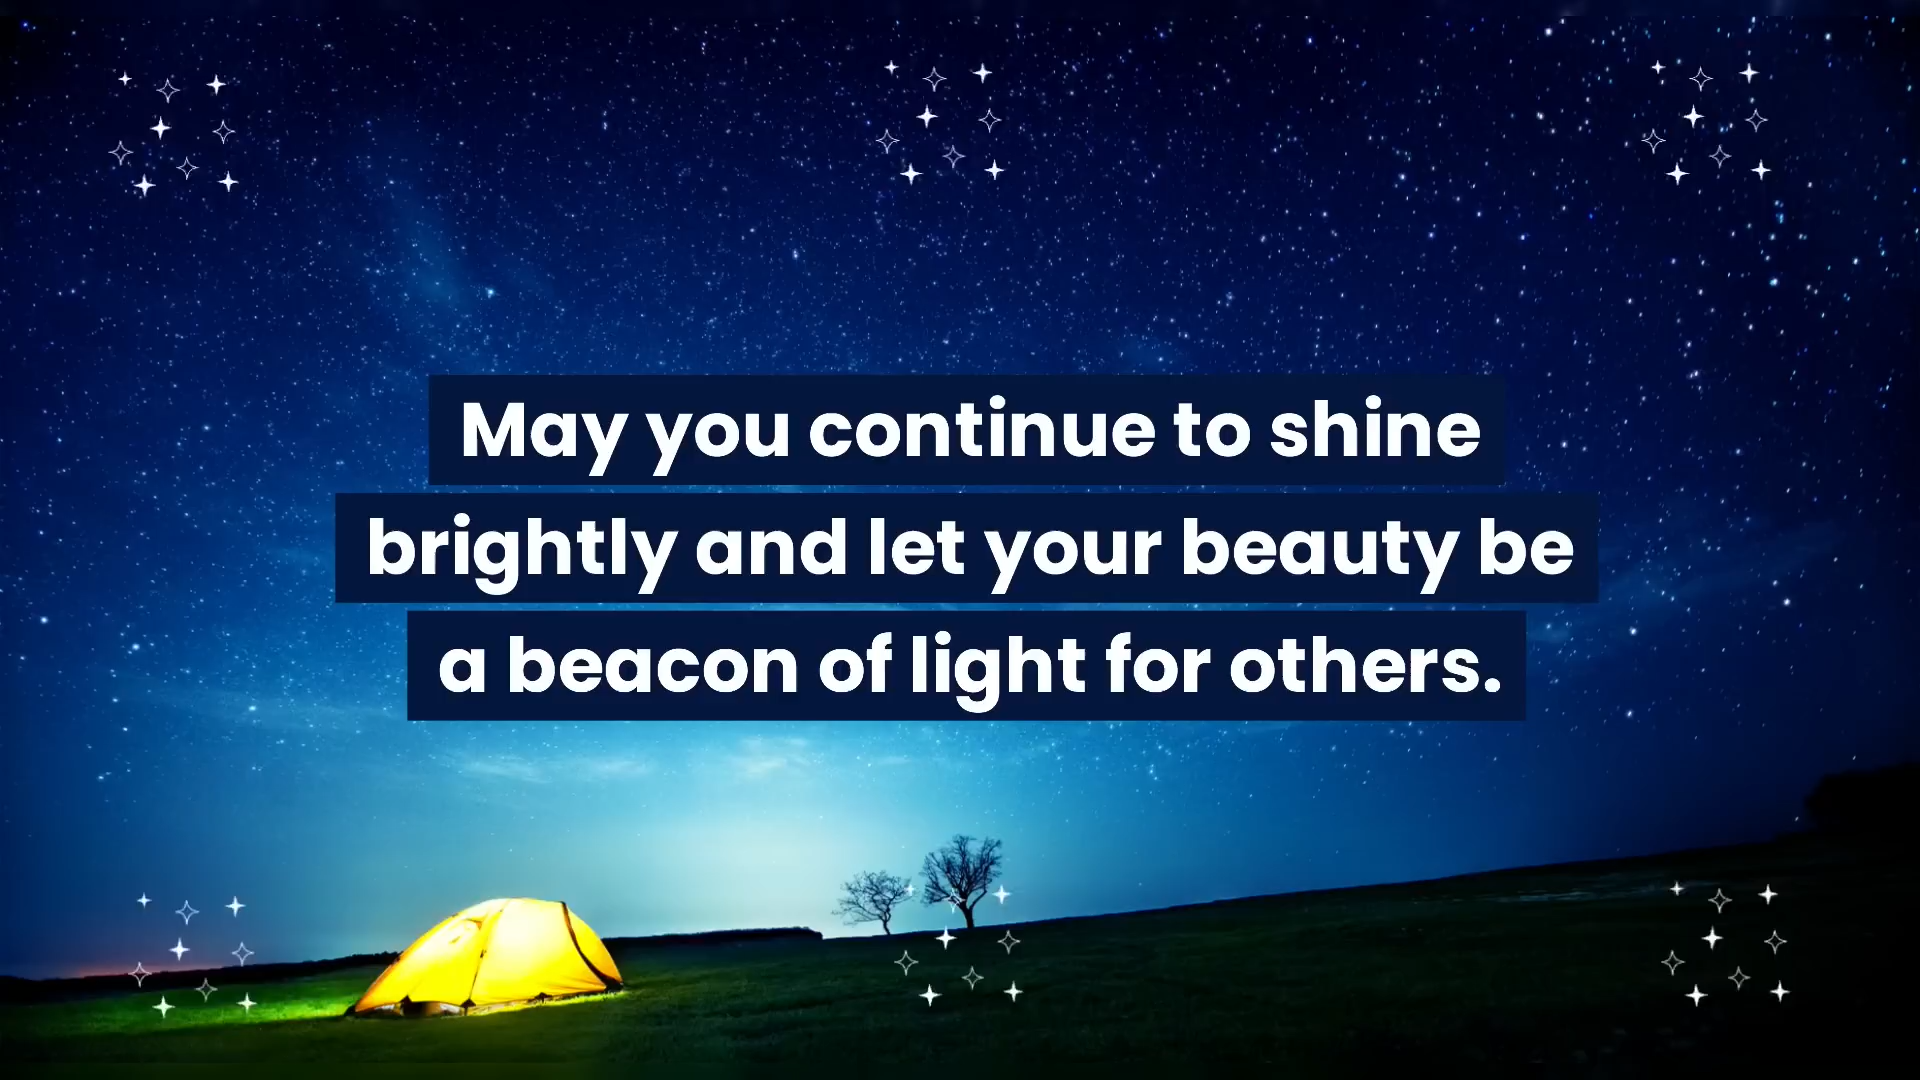 May you continue to shine
brightly and let your beauty be
a beacon of light for others.